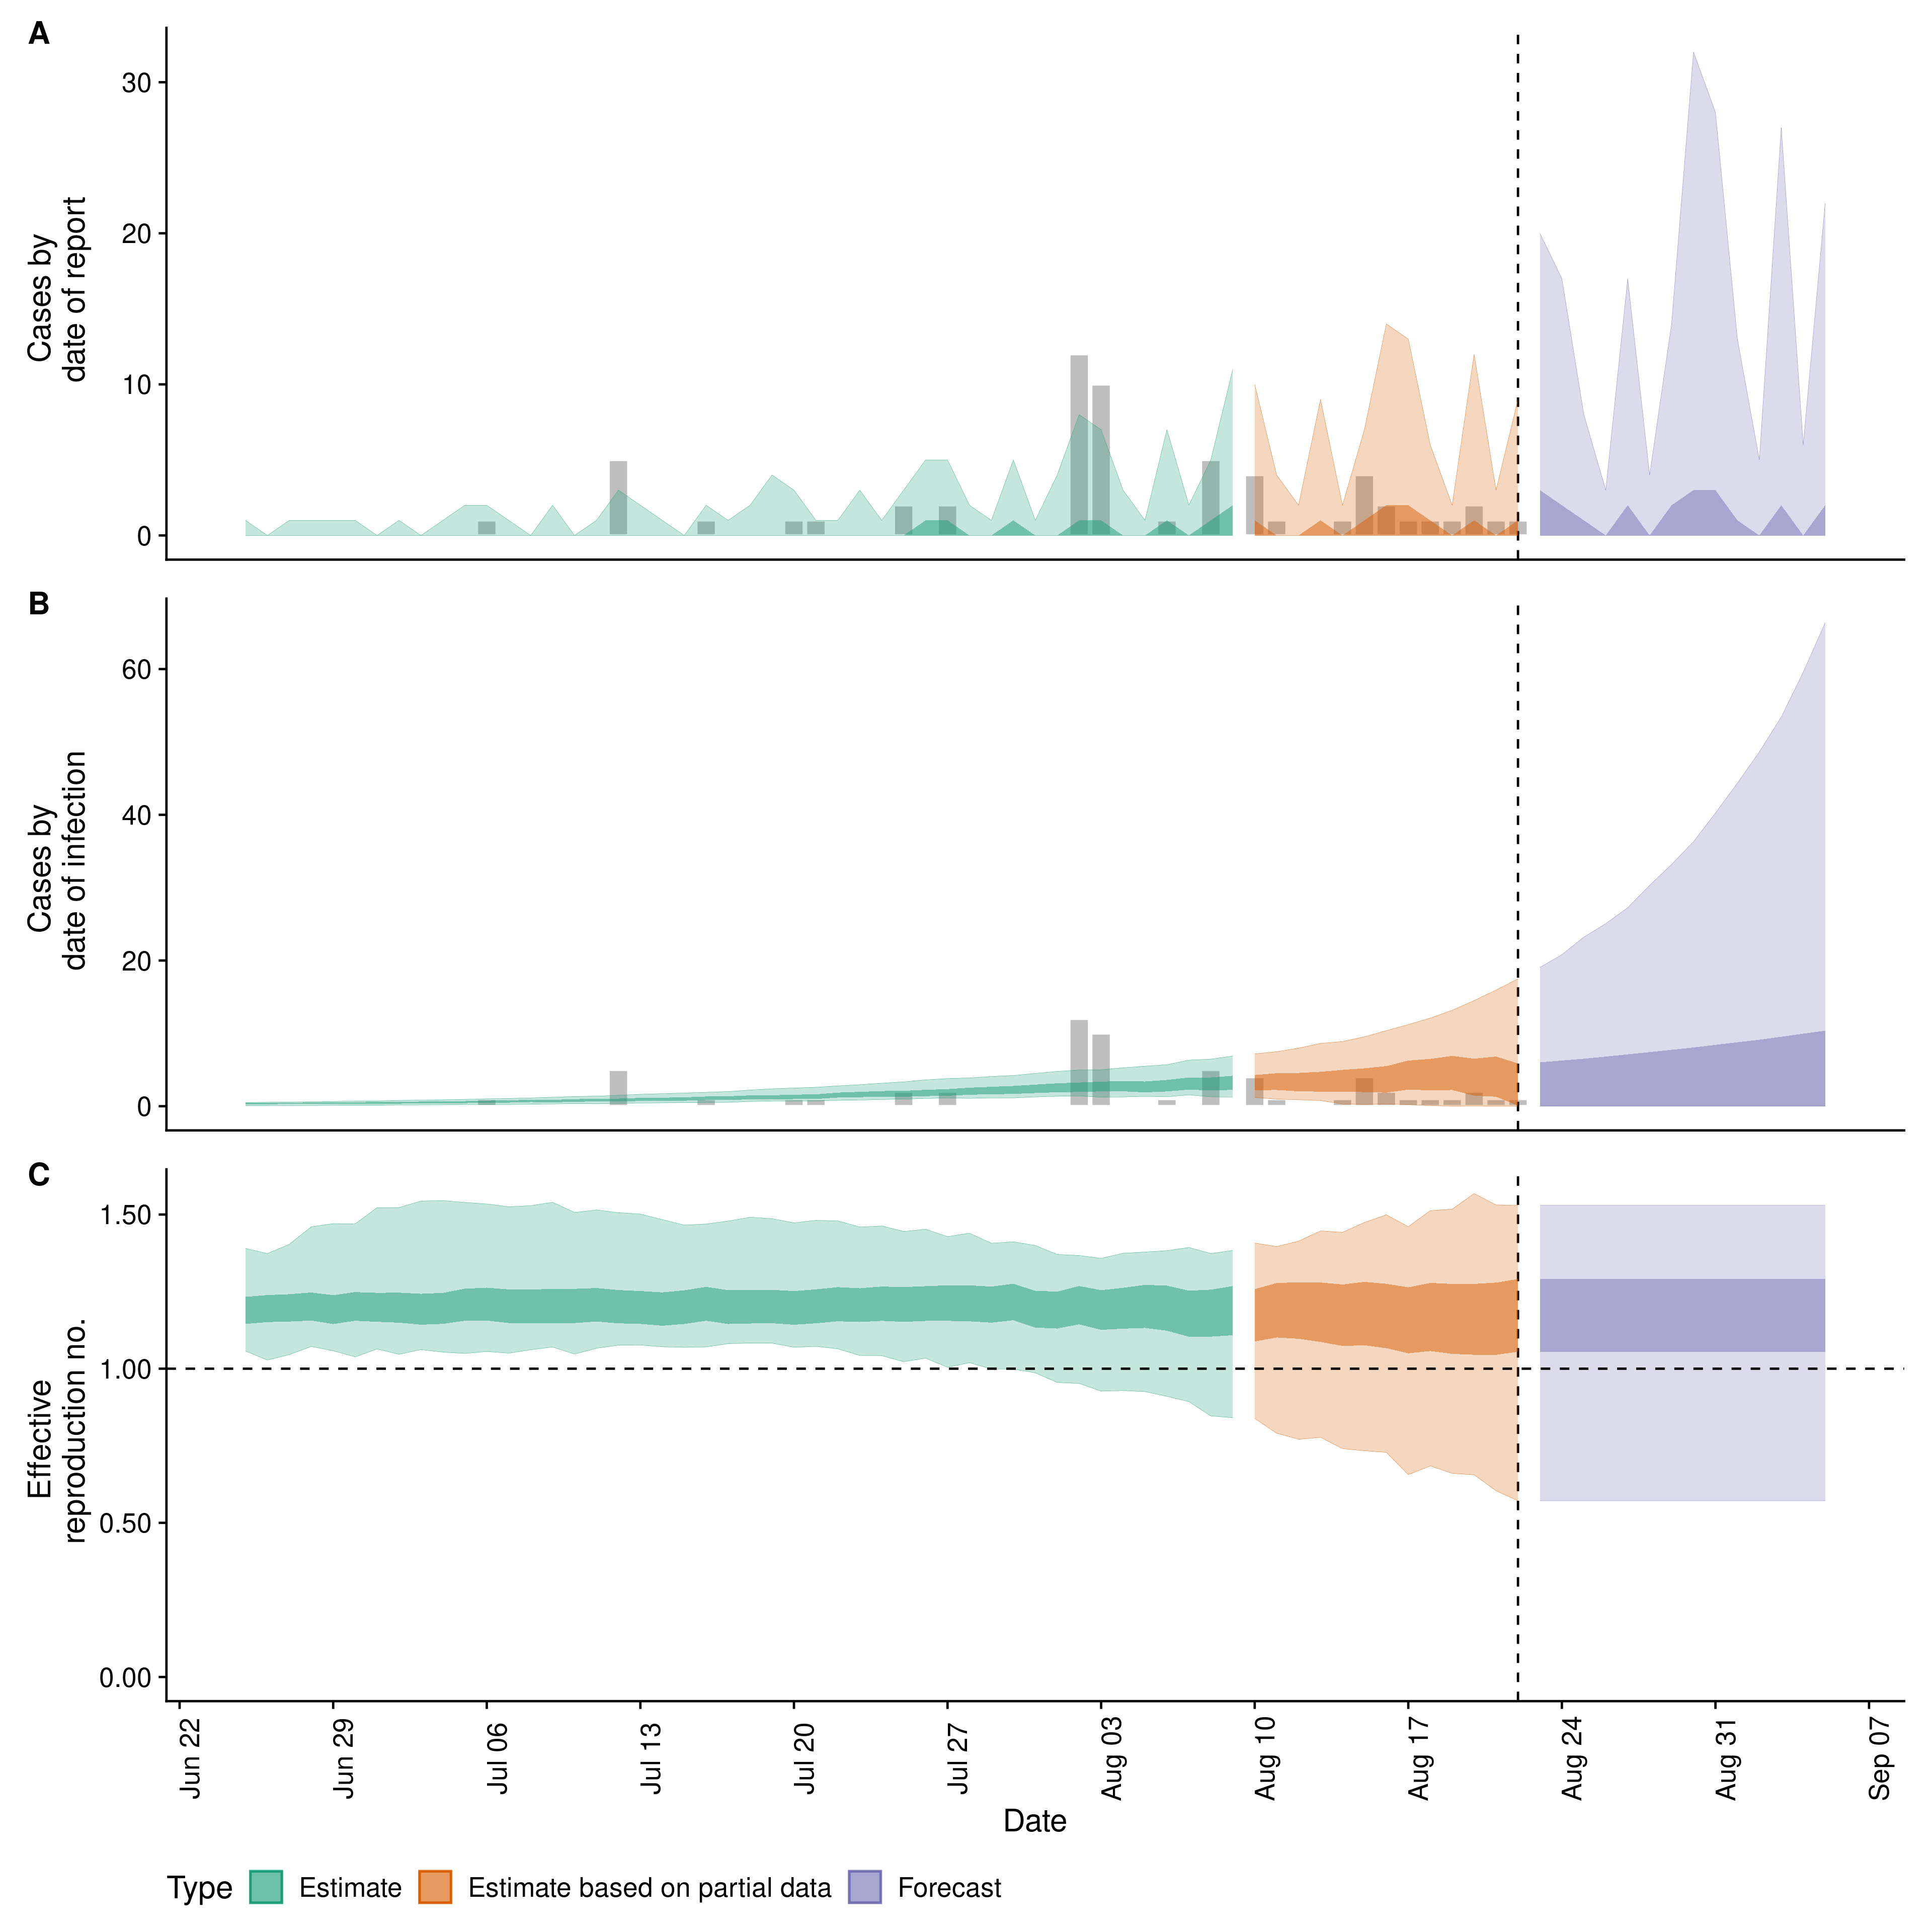 A
30
20
10
0
Cases by
date of report
B
60
40
20
0
Cases by
date of infection
C
1.50
1.00
0.50
0.00
Effective
reproduction no.
Jun 22
Jun 29
Jul 06
Jul 13
Jul 20
Jul 27
Aug 03
Aug 10
Aug 17
Aug 24
Aug 31
Sep 07
Date
Type Estimate Estimate based on partial data Forecast